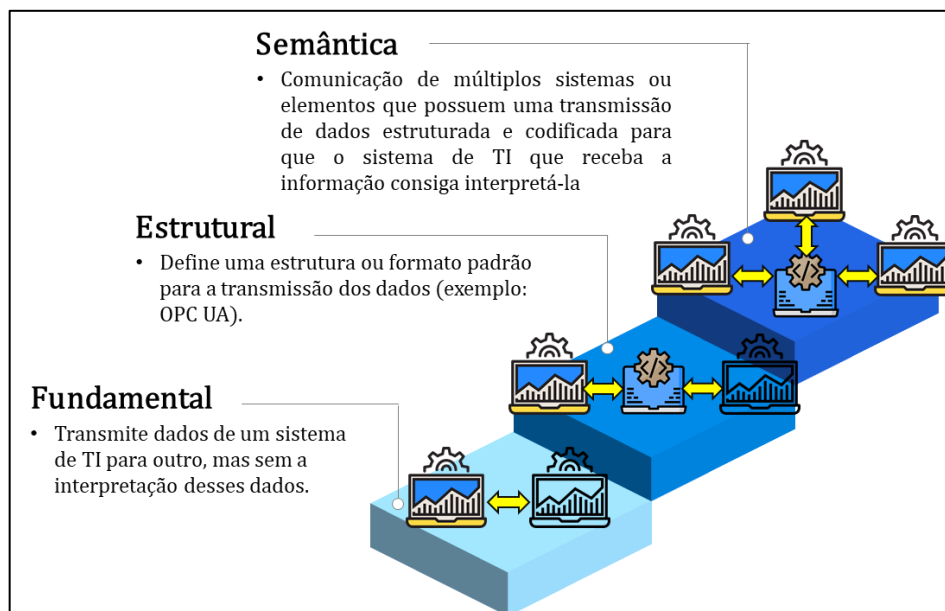 Semântica
• Comunicação de múltiplos sistemas ou
elementos que possuem uma transmissão
de dados estruturada e codificada para
que o sistema de TI que receba a
informação consiga interpretá-la
Estrutural
• Define uma estrutura ou formato padrão
para a transmissão dos dados (exemplo:
OPC UA).
Fundamental
• Transmite dados de um sistema
de TI para outro, mas sem a
interpretação desses dados.